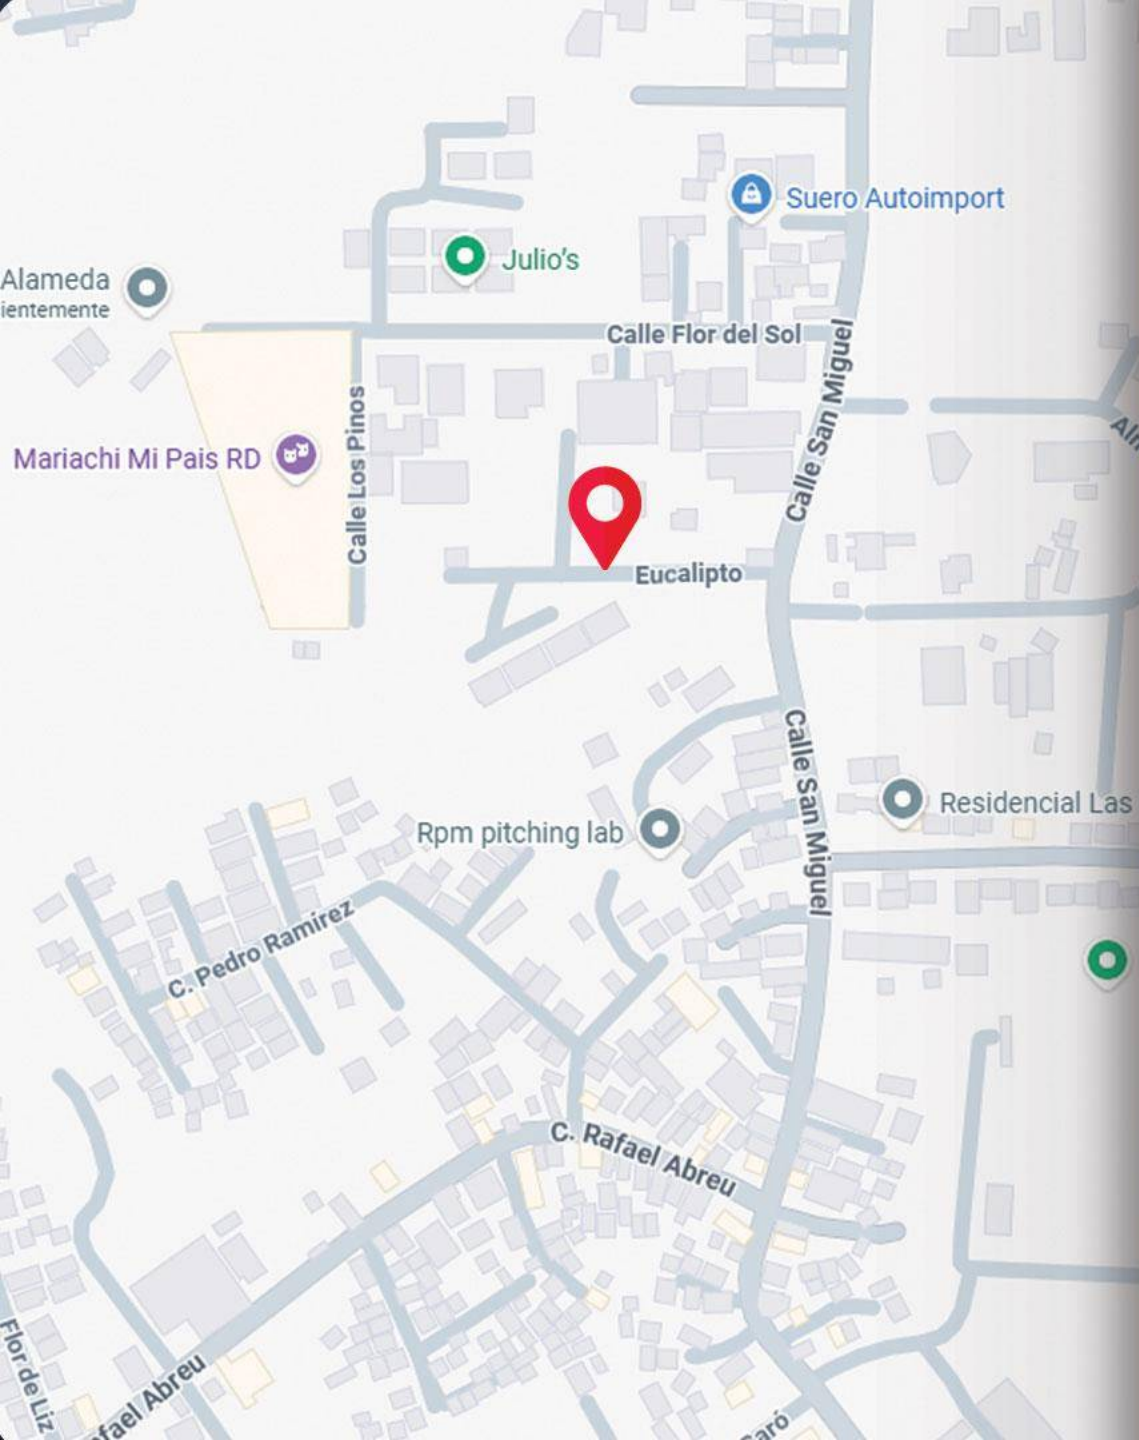 Suero Autoimport
Julio's
Alameda
ientemente
Calle Flor del Sol
Calle San Miguel
Calle Los Pinos
Mariachi Mi Pais RD
Eucalipto
Calle San Miguel
Residencial Las
Rpm pitching lab
C. Pedro Ramirez
C. Rafael Abreu
Flor de Liz
afael Abreu